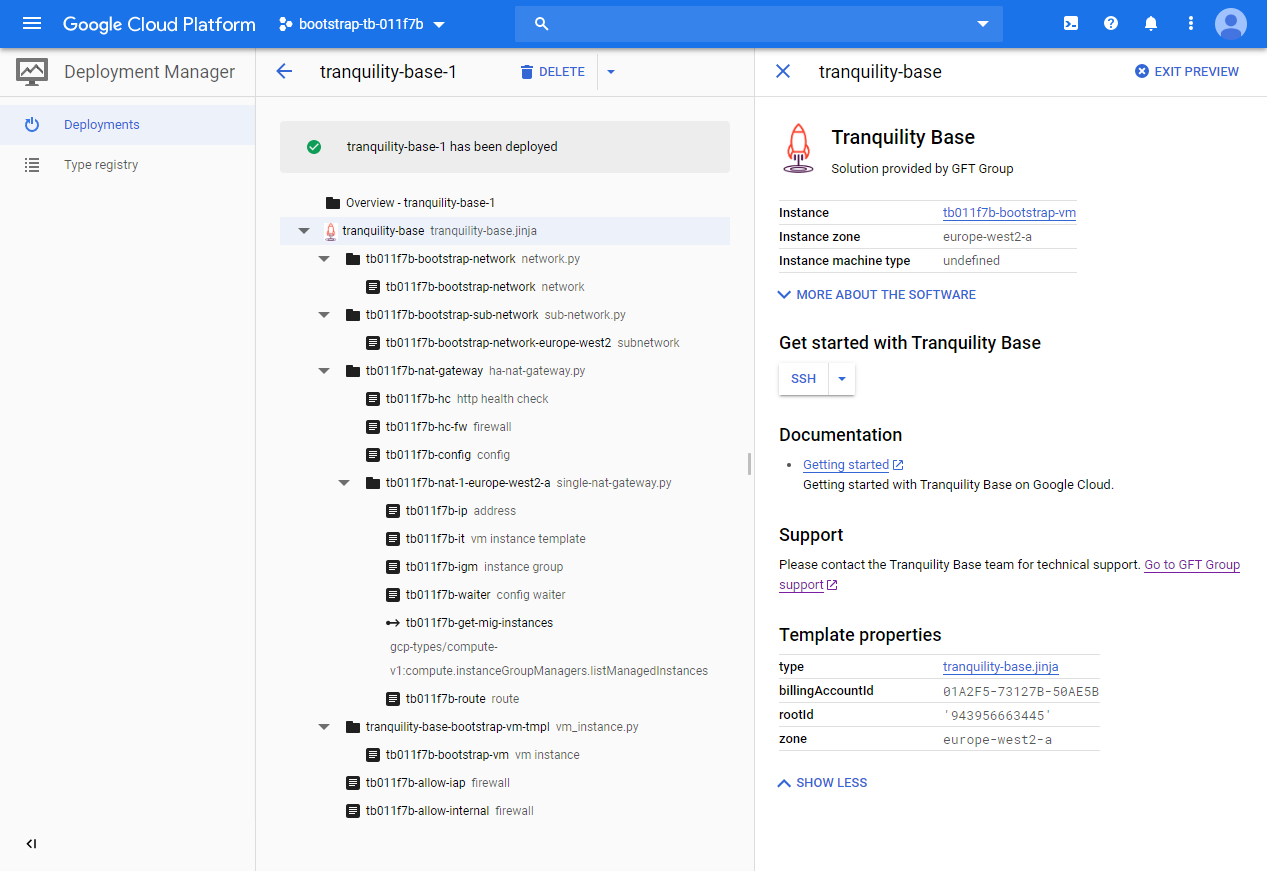 Google Cloud Platform
bootstrap-tb-011f7b
Deployment Manager
Deployments
Type registry
tranquility-base-1
DELETE
tranquility-base-1 has been deployed
Overview - tranquility-base-1
tranquility-base tranquility-base.jinja
tb011f7b-bootstrap-network network.py
tb011f7b-bootstrap-network network
tb011f7b-bootstrap-sub-network sub-network.py
tb011f7b-bootstrap-network-europe-west2 subnetwork
tb011f7b-nat-gateway ha-nat-gateway.py
tb011f7b-hc http health check
tb011f7b-hc-fw firewall
tb011f7b-config config
tb011f7b-nat-1-europe-west2-a single-nat-gateway.py
tb011f7b-ip address
tb011f7b-it vm instance template
tb011f7b-igm instance group
tb011f7b-waiter config waiter
tb011f7b-get-mig-instances
gcp-types/compute-
v1:compute.instanceGroupManagers.listManagedInstances
tb011f7b-route route
tranquility-base-bootstrap-vm-tmpl vm_instance.py
tb011f7b-bootstrap-vm vm instance
tb011f7b-allow-iap firewall
tb011f7b-allow-internal firewall
tranquility-base
EXIT PREVIEW
Tranquility Base
Solution provided by GFT Group
Instance tb011f7b-bootstrap-vm
Instance zone europe-west2-a
Instance machine type undefined
MORE ABOUT THE SOFTWARE
Get started with Tranquility Base
SSH
Documentation
• Getting started
Getting started with Tranquility Base on Google Cloud.
Support
Please contact the Tranquility Base team for technical support. Go to GFT Group
support
Template properties
type tranquility-base.jinja
billingAccountId 01A2F5-73127B-50AE5B
rootId '943956663445'
zone europe-west2-a
SHOW LESS